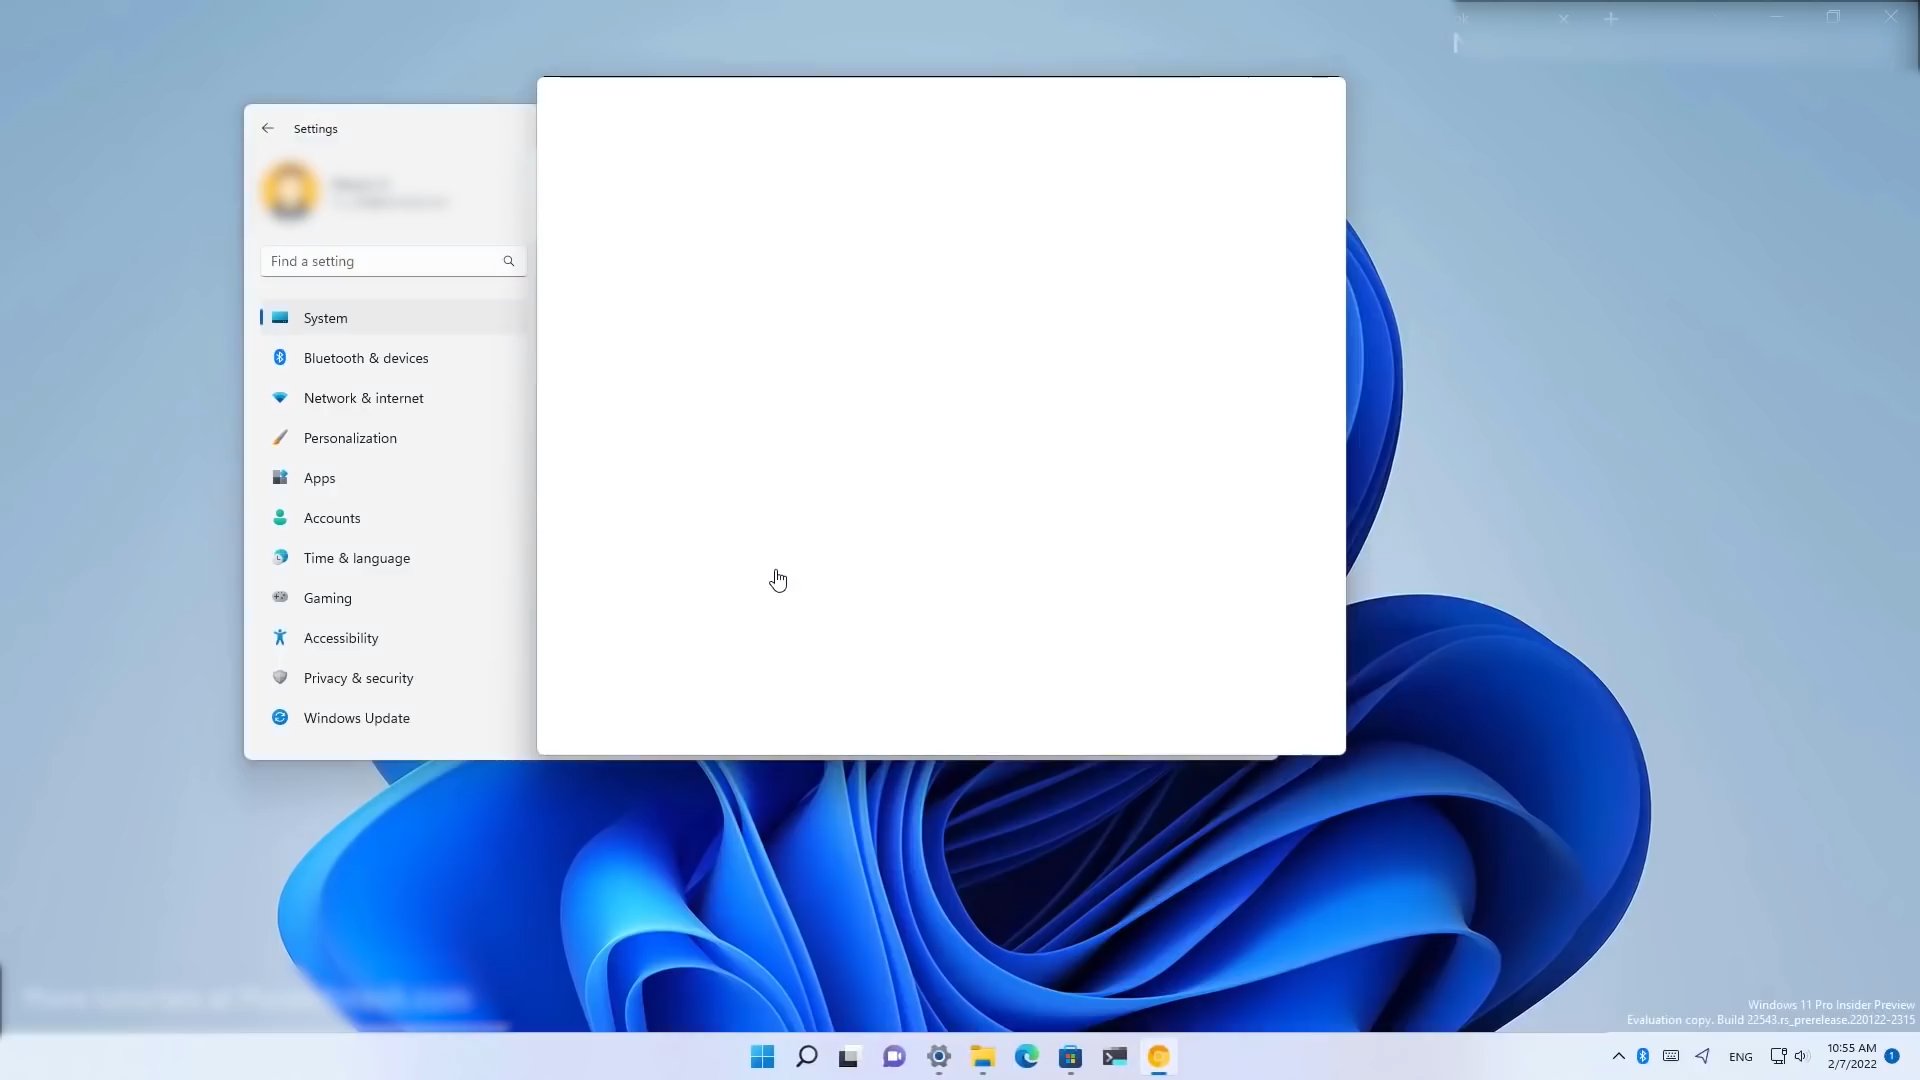 Settings
Find a setting
System
Bluetooth & devices
Network & internet
Personalization
Apps
Accounts
Time & language
Gaming
Accessibility
Privacy & security
Windows Update
Windows 11 Pro Insider Preview
Evaluation copy. Build 22543.rs_prerelease.220122-2315
ENG
10:55 AM
2/7/2022
1